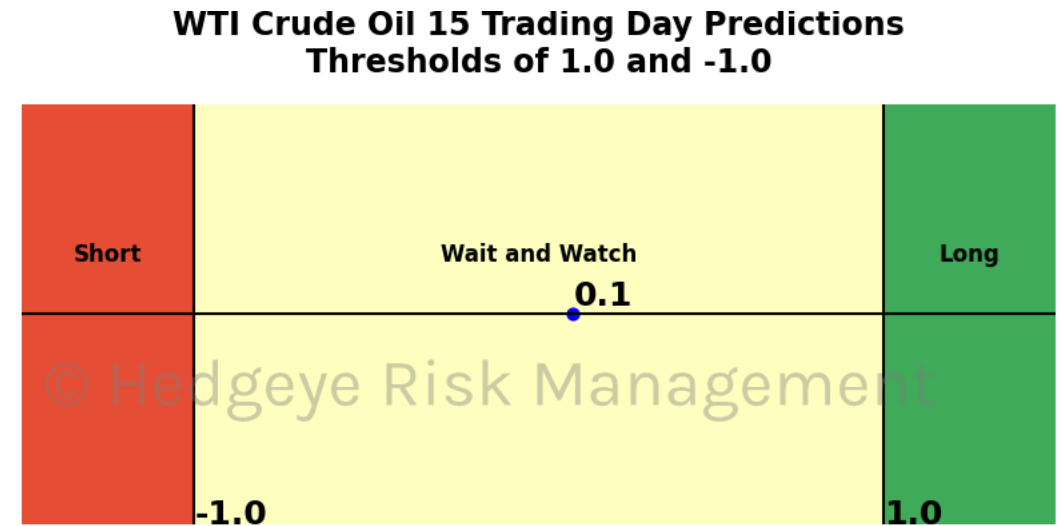 WTI Crude Oil 15 Trading Day Predictions
Thresholds of 1.0 and -1.0
Short
Wait and Watch
Long
0.1
© Hedgeye Risk Management
-1.0
1.0